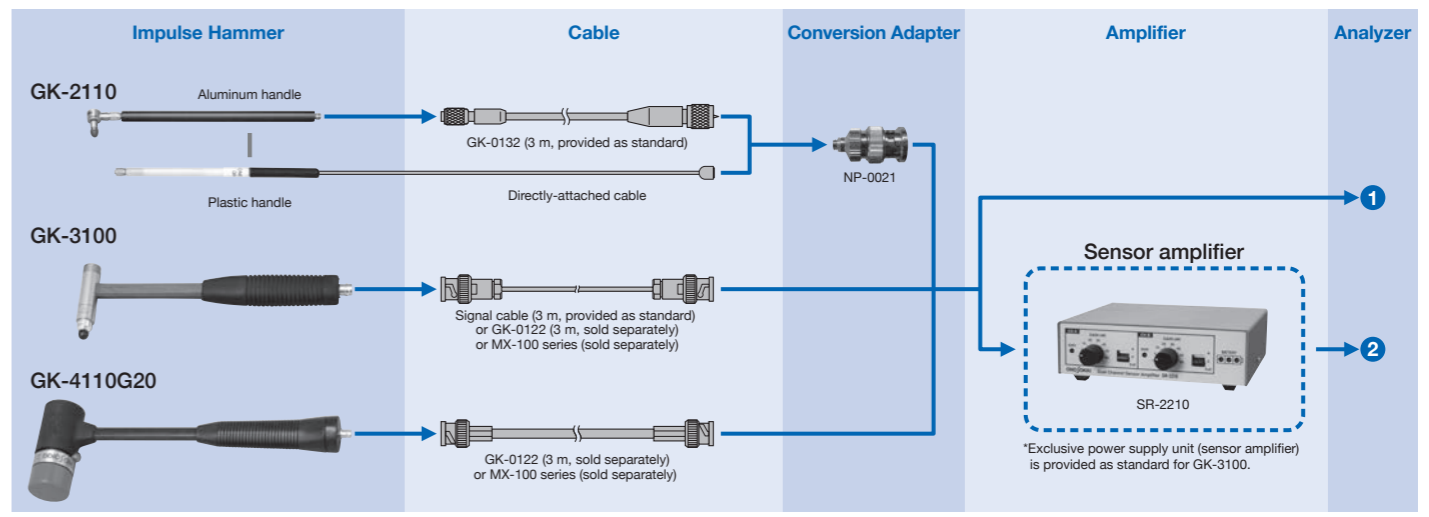 Impulse Hammer
Cable
Conversion Adapter
Amplifier
Analyzer
GK-2110
Aluminum handle
GK-0132 (3 m, provided as standard)
NP-0021
Plastic handle
Directly-attached cable
1
GK-3100
Signal cable (3 m, provided as standard)
or GK-0122 (3 m, sold separately)
or MX-100 series (sold separately)
Sensor amplifier
SR-2210
2
*Exclusive power supply unit (sensor amplifier)
is provided as standard for GK-3100.
GK-4110G20
GK-0122 (3 m, sold separately)
or MX-100 series (sold separately)